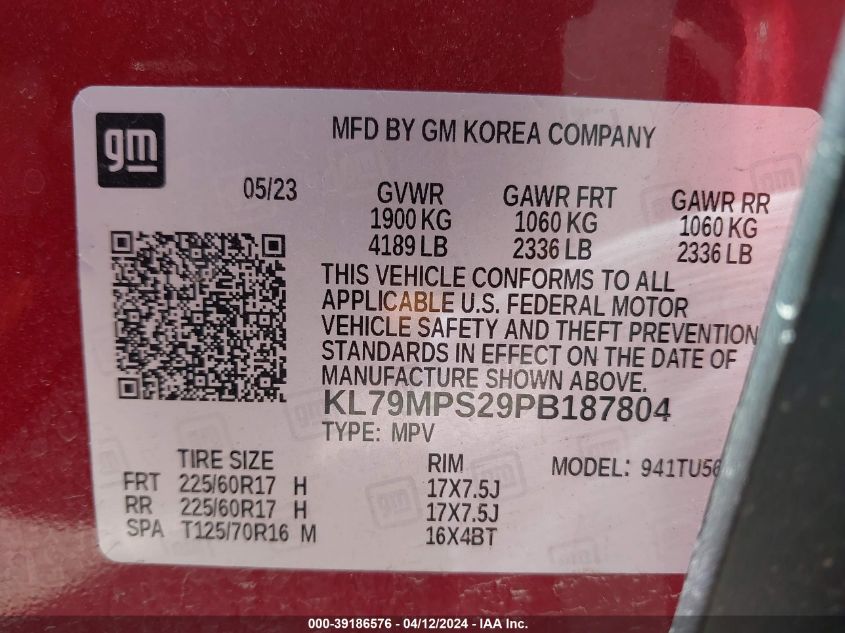 gm
MFD BY GM KOREA COMPANY
05/23
GVWR GAWR FRT GAWR RR
1900 KG 1060 KG 1060 KG
4189 LB 2336 LB 2336 LB
THIS VEHICLE CONFORMS TO ALL
APPLICABLE U.S. FEDERAL MOTOR
VEHICLE SAFETY AND THEFT PREVENTION
STANDARDS IN EFFECT ON THE DATE OF
MANUFACTURE SHOWN ABOVE.
KL79MPS29PB187804
TYPE: MPV
TIRE SIZE RIM MODEL: 941TU56
FRT 225/60R17 H 17X7.5J
RR 225/60R17 H 17X7.5J
SPA T125/70R16 M 16X4BT
000-39186576 - 04/12/2024 - IAA Inc.